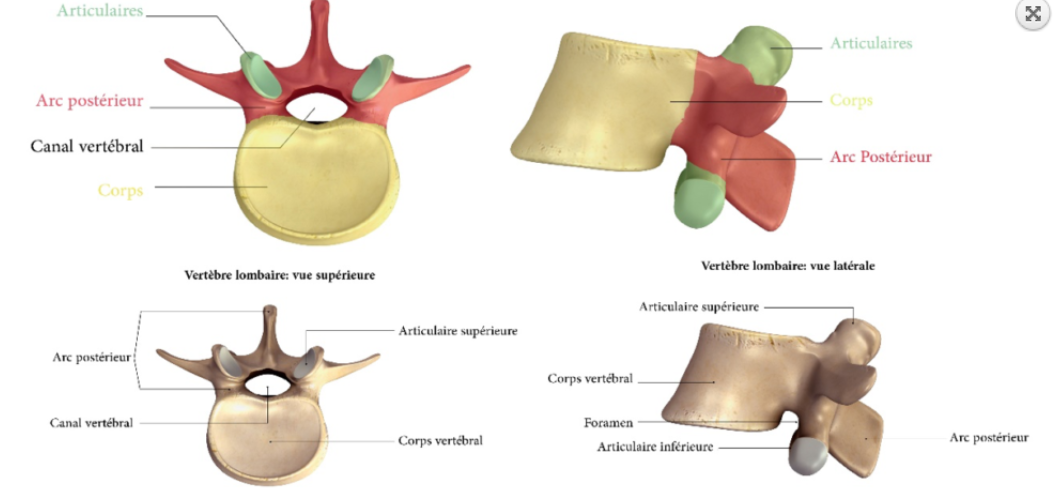 Articulaires
Arc postérieur
Canal vertébral
Corps
Vertèbre lombaire: vue supérieure
Articulaires
Corps
Arc Postérieur
Vertèbre lombaire: vue latérale
Arc postérieur
Canal vertébral
Articulaire supérieure
Corps vertébral
Articulaire supérieure
Corps vertébral
Foramen
Articulaire inférieure
Arc postérieur